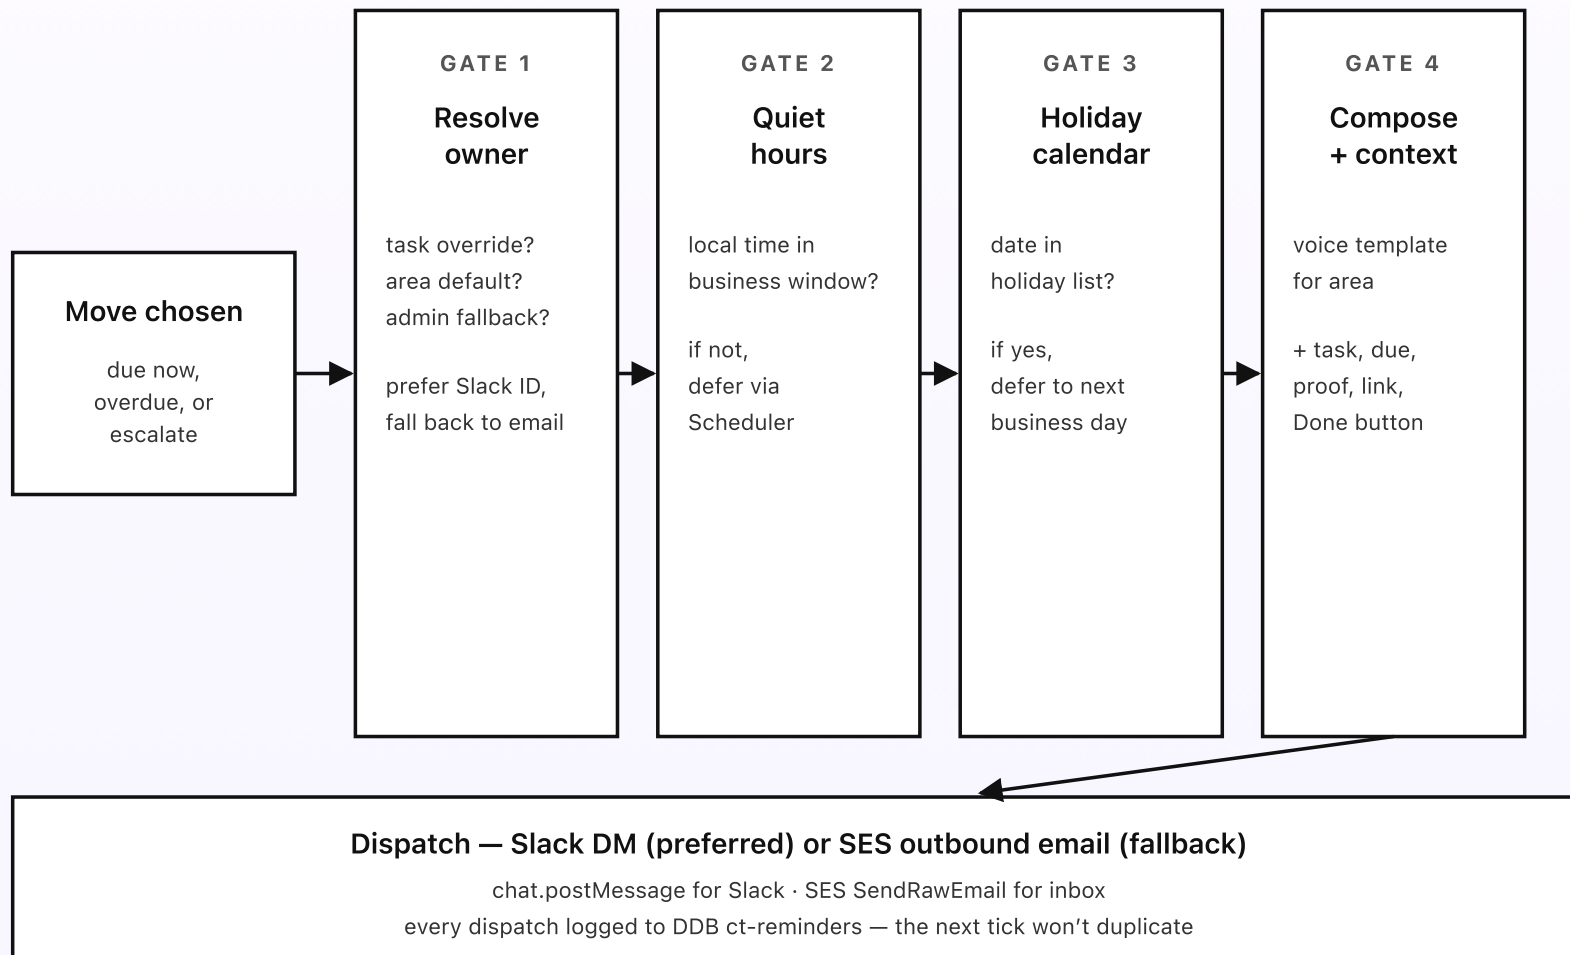 Move chosen
due now,
overdue, or
escalate
GATE 1
Resolve
owner
task override?
area default?
admin fallback?
prefer Slack ID,
fall back to email
GATE 2
Quiet
hours
local time in
business window?
if not,
defer via
Scheduler
GATE 3
Holiday
calendar
date in
holiday list?
if yes,
defer to next
business day
GATE 4
Compose
+ context
voice template
for area
+ task, due,
proof, link,
Done button
Dispatch — Slack DM (preferred) or SES outbound email (fallback)
chat.postMessage for Slack · SES SendRawEmail for inbox
every dispatch logged to DDB ct-reminders — the next tick won’t duplicate